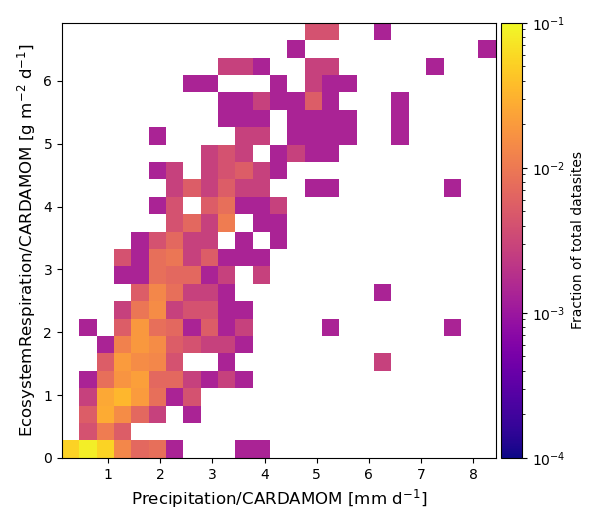 EcosystemRespiration/CARDAMOM [g m⁻² d⁻¹]
6
5
4
3
2
1
0
1 2 3 4 5 6 7 8
Precipitation/CARDAMOM [mm d⁻¹]
10⁻¹
10⁻²
10⁻³
10⁻⁴
Fraction of total datasites